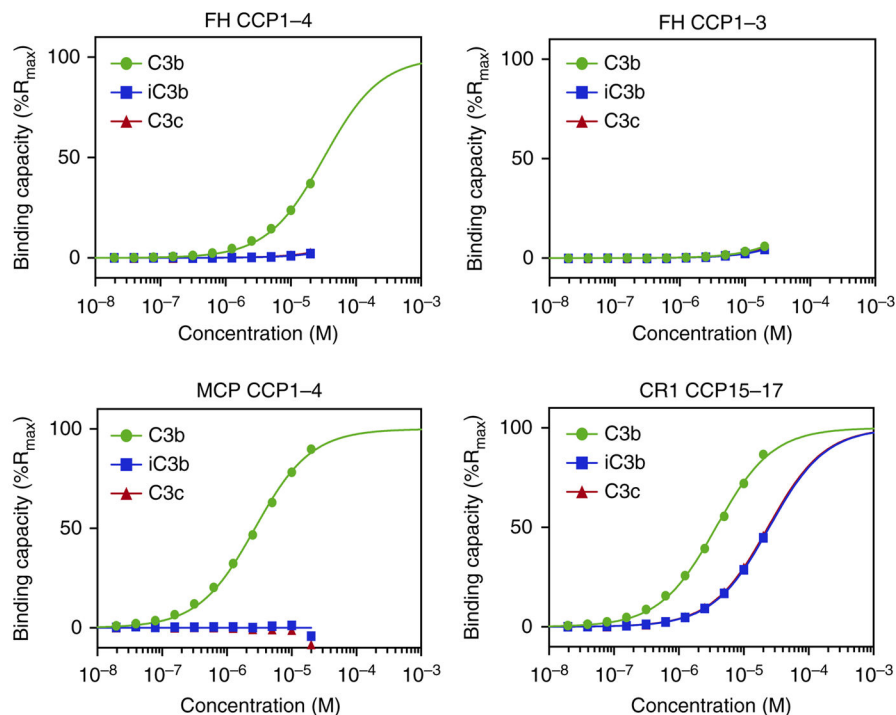 FH CCP1–4
Binding capacity (%Rmax)
100
50
0
C3b
iC3b
C3c
10⁻⁸ 10⁻⁷ 10⁻⁶ 10⁻⁵ 10⁻⁴ 10⁻³
Concentration (M)
FH CCP1–3
Binding capacity (%Rmax)
100
50
0
C3b
iC3b
C3c
10⁻⁸ 10⁻⁷ 10⁻⁶ 10⁻⁵ 10⁻⁴ 10⁻³
Concentration (M)
MCP CCP1–4
Binding capacity (%Rmax)
100
50
0
C3b
iC3b
C3c
10⁻⁸ 10⁻⁷ 10⁻⁶ 10⁻⁵ 10⁻⁴ 10⁻³
Concentration (M)
CR1 CCP15–17
Binding capacity (%Rmax)
100
50
0
C3b
iC3b
C3c
10⁻⁸ 10⁻⁷ 10⁻⁶ 10⁻⁵ 10⁻⁴ 10⁻³
Concentration (M)